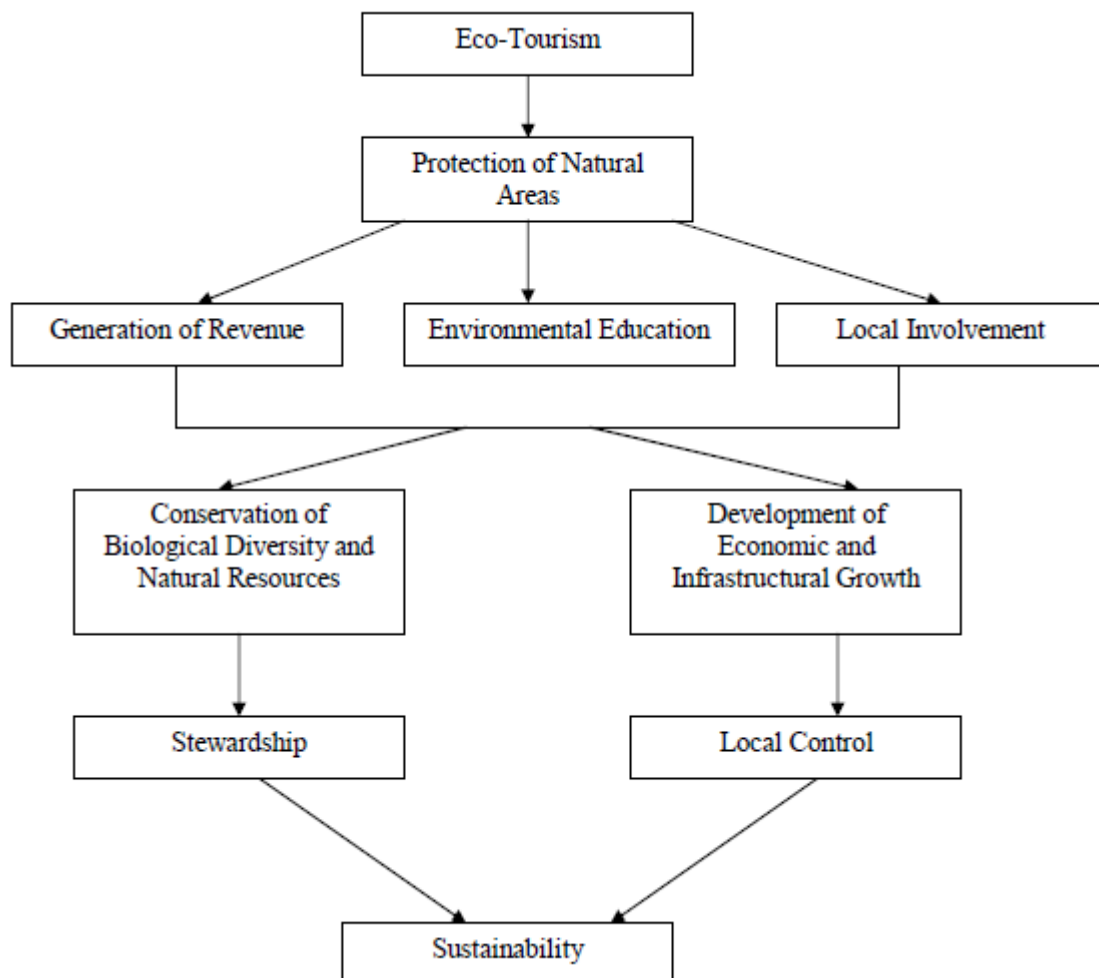 Eco-Tourism
Protection of Natural
Areas
Generation of Revenue
Environmental Education
Local Involvement
Conservation of
Biological Diversity and
Natural Resources
Development of
Economic and
Infrastructural Growth
Stewardship
Local Control
Sustainability